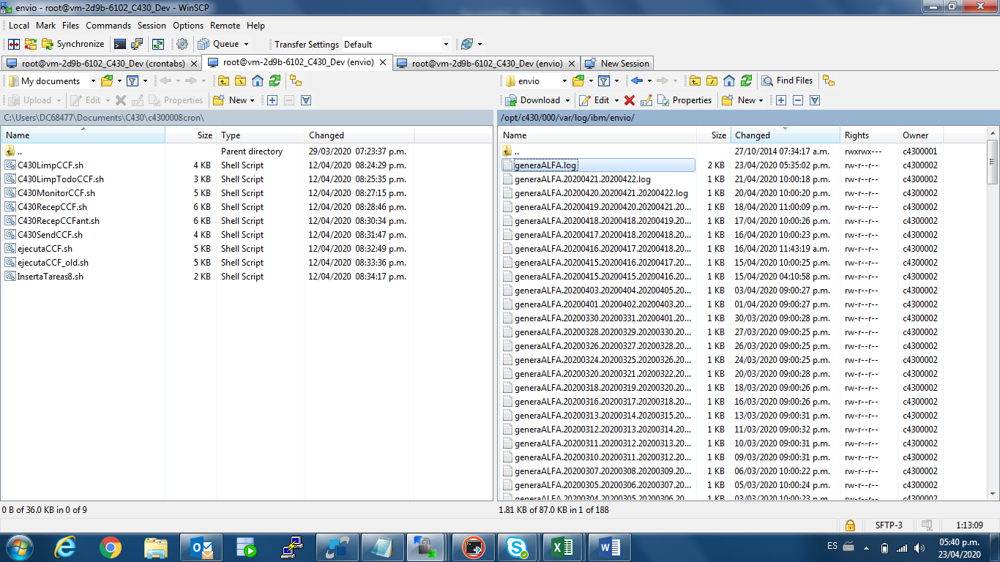 envio - root@vm-2d9b-6102_C430_Dev - WinSCP
Local Mark Files Commands Session Options Remote Help
Synchronize Queue Transfer Settings Default
root@vm-2d9b-6102_C430_Dev (crontabs) root@vm-2d9b-6102_C430_Dev (envio) root@vm-2d9b-6102_C430_Dev (envio) New Session
My documents
Upload Edit Properties New
C:\Users\DC68477\Documents\C430\c4300008cron\
Name Size Type Changed
.. Parent directory 29/03/2020 07:23:37 p.m.
C430LimpCCF.sh 4 KB Shell Script 12/04/2020 08:24:29 p.m.
C430LimpTodoCCF.sh 3 KB Shell Script 12/04/2020 08:25:35 p.m.
C430MonitorCCF.sh 5 KB Shell Script 12/04/2020 08:27:15 p.m.
C430RecepCCF.sh 6 KB Shell Script 12/04/2020 08:28:46 p.m.
C430RecepCCFant.sh 6 KB Shell Script 12/04/2020 08:30:34 p.m.
C430SendCCF.sh 4 KB Shell Script 12/04/2020 08:31:47 p.m.
ejecutaCCF.sh 5 KB Shell Script 12/04/2020 08:32:49 p.m.
ejecutaCCF_old.sh 5 KB Shell Script 12/04/2020 08:33:36 p.m.
InsertaTareas8.sh 2 KB Shell Script 12/04/2020 08:34:17 p.m.
0 B of 36.0 KB in 0 of 9
envio Find Files
Download Edit Properties New
/opt/c430/000/var/log/ibm/envio/
Name Size Changed Rights Owner
.. 27/10/2014 07:34:17 a.m. rwxrwx--- c4300001
generaALFA.log 2 KB 23/04/2020 05:35:02 p.m. rw-r--r-- c4300002
generaALFA.20200421.20200422.log 1 KB 21/04/2020 10:00:18 p.m. rw-r--r-- c4300002
generaALFA.20200420.20200421.20200422.log 1 KB 20/04/2020 10:00:20 p.m. rw-r--r-- c4300002
generaALFA.20200419.20200420.20200421.20... 1 KB 18/04/2020 11:00:09 p.m. rw-r--r-- c4300002
generaALFA.20200418.20200418.20200419.20... 1 KB 17/04/2020 10:00:26 p.m. rw-r--r-- c4300002
generaALFA.20200417.20200418.20200418.20... 1 KB 16/04/2020 10:00:23 p.m. rw-r--r-- c4300002
generaALFA.20200416.20200417.20200418.20... 1 KB 16/04/2020 11:43:19 a.m. rw-r--r-- c4300002
generaALFA.20200415.20200416.20200417.20... 1 KB 15/04/2020 10:00:25 p.m. rw-r--r-- c4300002
generaALFA.20200415.20200415.20200416.20... 1 KB 15/04/2020 04:10:58 p.m. rw-r--r-- c4300002
generaALFA.20200403.20200404.20200405.20... 1 KB 03/04/2020 09:00:27 p.m. rw-r--r-- c4300002
generaALFA.20200401.20200402.20200403.20... 1 KB 01/04/2020 09:00:27 p.m. rw-r--r-- c4300002
generaALFA.20200330.20200331.20200401.20... 1 KB 30/03/2020 09:00:28 p.m. rw-r--r-- c4300002
generaALFA.20200328.20200329.20200330.20... 1 KB 27/03/2020 09:00:25 p.m. rw-r--r-- c4300002
generaALFA.20200326.20200327.20200328.20... 1 KB 26/03/2020 09:00:25 p.m. rw-r--r-- c4300002
generaALFA.20200324.20200325.20200326.20... 1 KB 24/03/2020 09:00:25 p.m. rw-r--r-- c4300002
generaALFA.20200320.20200321.20200322.20... 1 KB 20/03/2020 09:00:28 p.m. rw-r--r-- c4300002
generaALFA.20200318.20200319.20200320.20... 1 KB 18/03/2020 09:00:26 p.m. rw-r--r-- c4300002
generaALFA.20200316.20200317.20200318.20... 1 KB 16/03/2020 09:00:26 p.m. rw-r--r-- c4300002
generaALFA.20200313.20200314.20200315.20... 1 KB 13/03/2020 09:00:31 p.m. rw-r--r-- c4300002
generaALFA.20200312.20200313.20200314.20... 1 KB 11/03/2020 09:00:32 p.m. rw-r--r-- c4300002
generaALFA.20200311.20200312.20200313.20... 1 KB 10/03/2020 09:00:31 p.m. rw-r--r-- c4300002
generaALFA.20200310.20200311.20200312.20... 1 KB 09/03/2020 09:00:31 p.m. rw-r--r-- c4300002
generaALFA.20200307.20200308.20200309.20... 1 KB 06/03/2020 10:00:22 p.m. rw-r--r-- c4300002
generaALFA.20200305.20200306.20200307.20... 1 KB 05/03/2020 10:00:24 p.m. rw-r--r-- c4300002
generaALFA.20200304.20200305.20200306.20... 1 KB 03/03/2020 10:00:23 p.m. rw-r--r-- c4300002
1.81 KB of 87.0 KB in 1 of 188
SFTP-3 1:13:09
ES 05:40 p.m.
23/04/2020